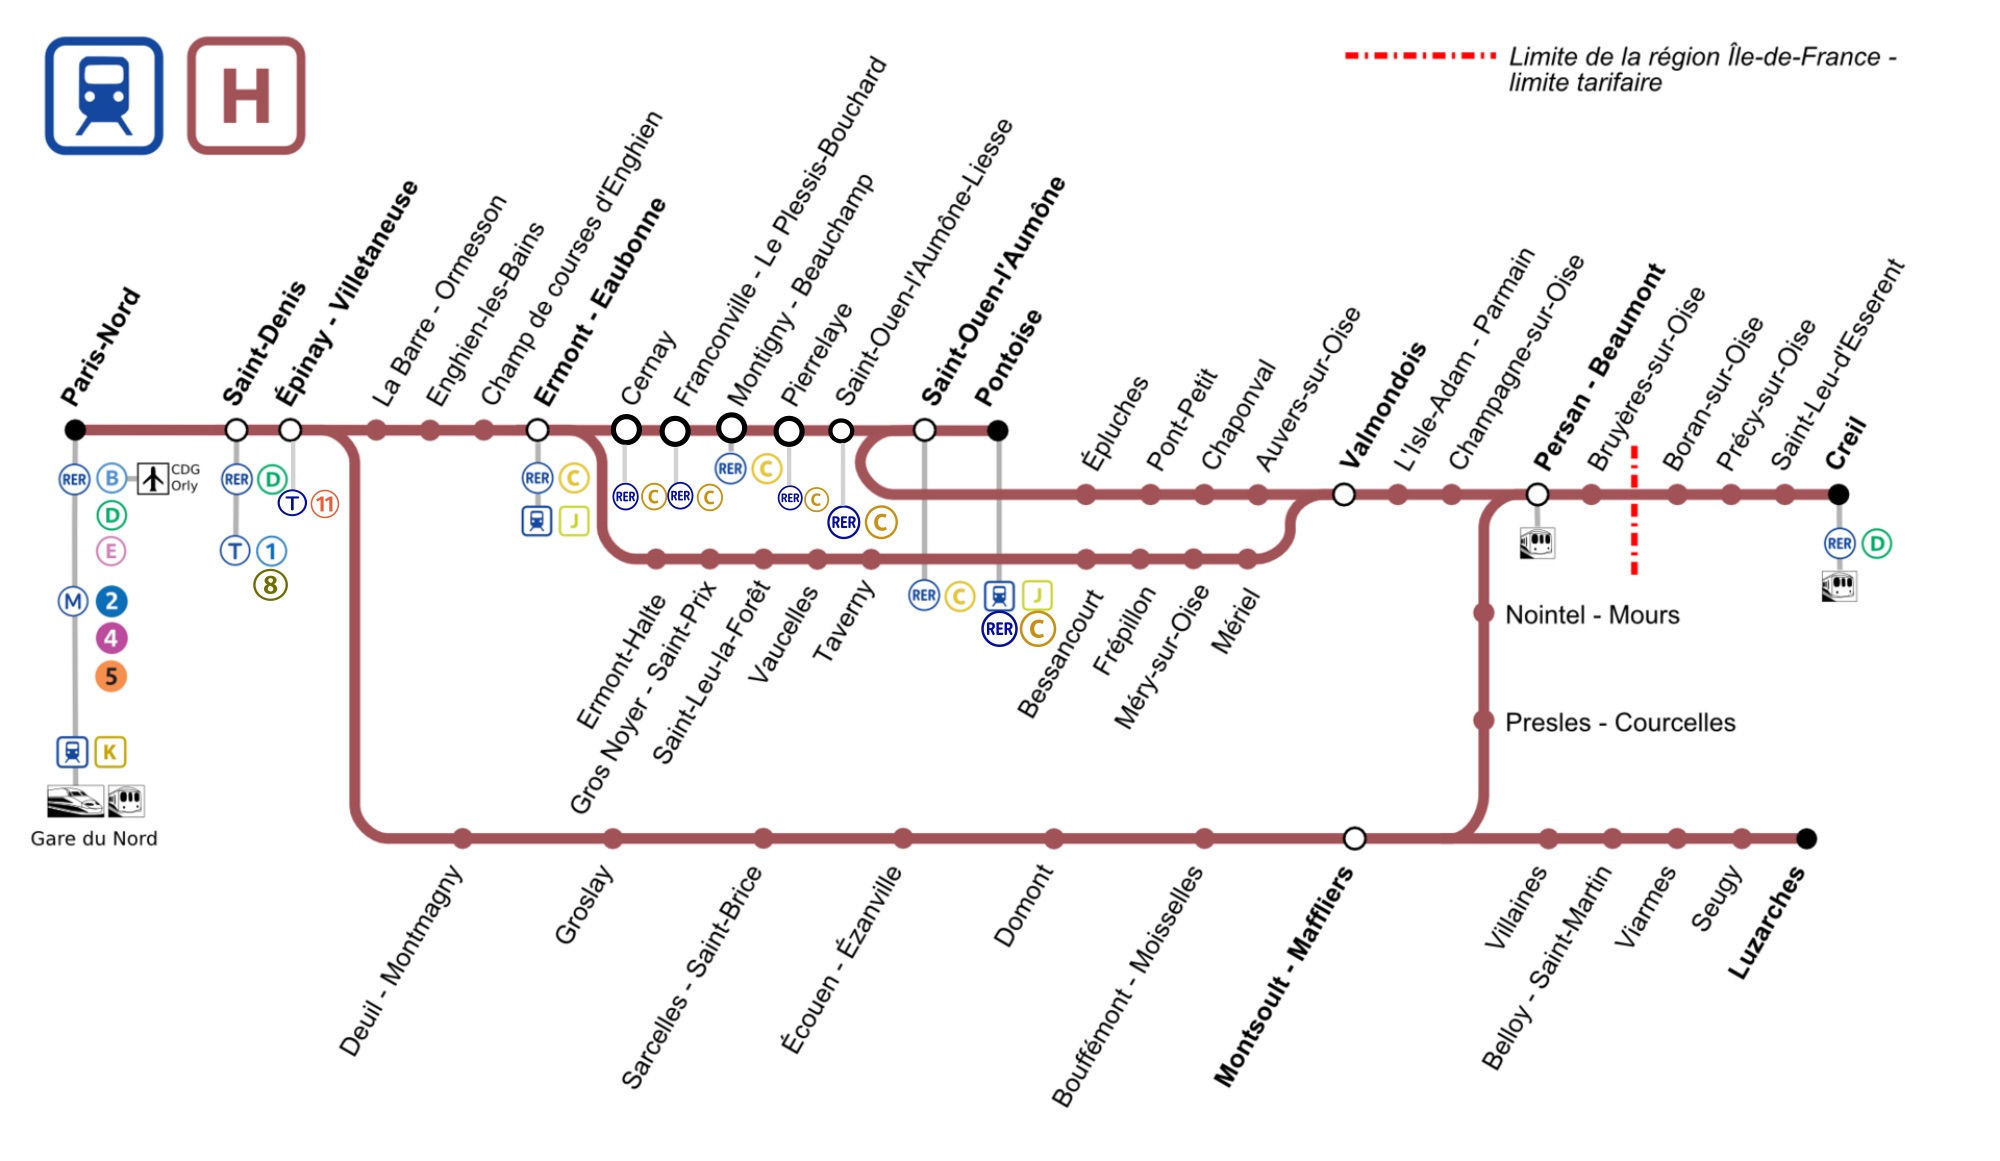 H
Limite de la région Île-de-France -
limite tarifaire
Paris-Nord
Saint-Denis
Épinay - Villetaneuse
La Barre - Ormesson
Enghien-les-Bains
Champ de courses d'Enghien
Ermont - Eaubonne
Cernay
Franconville - Le Plessis-Bouchard
Montigny - Beauchamp
Pierrelaye
Saint-Ouen-l'Aumône-Liesse
Saint-Ouen-l'Aumône
Pontoise
Épluches
Pont-Petit
Chaponval
Auvers-sur-Oise
Valmondois
L'Isle-Adam - Parmain
Champagne-sur-Oise
Persan - Beaumont
Bruyères-sur-Oise
Boran-sur-Oise
Précy-sur-Oise
Saint-Leu-d'Esserent
Creil
RER B CDG
Orly
D
E
M 2
4
5
K
Gare du Nord
RER D
T 1
8
T 11
RER C
J
RER C
RER C
RER C
RER C
RER C
RER C
J
RER C
RER D
Ermont-Halte
Gros Noyer - Saint-Prix
Saint-Leu-la-Forêt
Vaucelles
Taverny
Bessancourt
Frépillon
Méry-sur-Oise
Mériel
Nointel - Mours
Presles - Courcelles
Deuil - Montmagny
Groslay
Sarcelles - Saint-Brice
Écouen - Ézanville
Domont
Bouffémont - Moisselles
Montsoult - Maffliers
Villaines
Belloy - Saint-Martin
Viarmes
Seugy
Luzarches